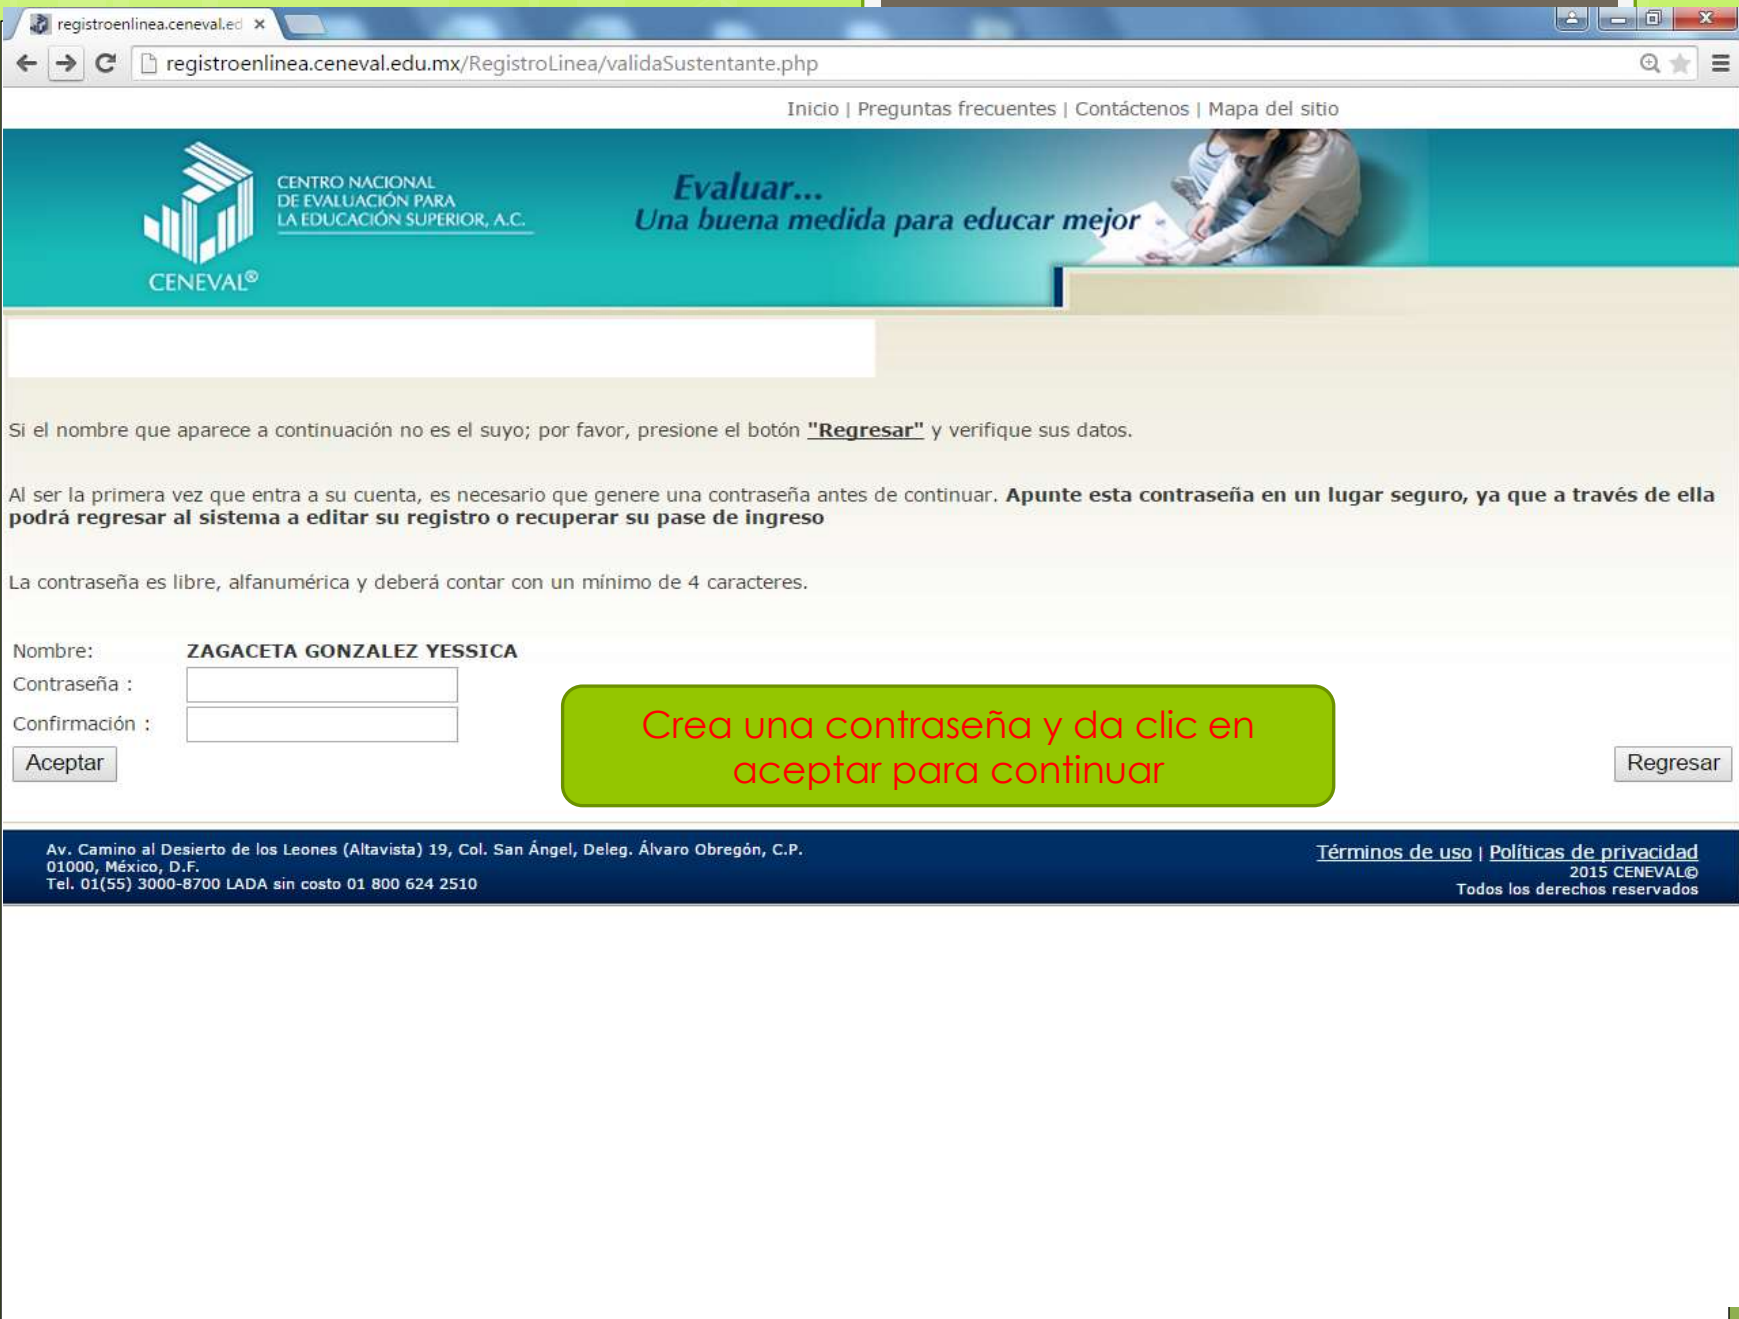 registroenlinea.ceneval.ed
registroenlinea.ceneval.edu.mx/RegistroLinea/validaSustentante.php
Inicio | Preguntas frecuentes | Contáctenos | Mapa del sitio
CENTRO NACIONAL
DE EVALUACIÓN PARA
LA EDUCACIÓN SUPERIOR, A.C.
CENEVAL®
Evaluar...
Una buena medida para educar mejor
Si el nombre que aparece a continuación no es el suyo; por favor, presione el botón "Regresar" y verifique sus datos.
Al ser la primera vez que entra a su cuenta, es necesario que genere una contraseña antes de continuar. Apunte esta contraseña en un lugar seguro, ya que a través de ella
podrá regresar al sistema a editar su registro o recuperar su pase de ingreso
La contraseña es libre, alfanumérica y deberá contar con un mínimo de 4 caracteres.
Nombre: ZAGACETA GONZALEZ YESSICA
Contraseña :
Confirmación :
Aceptar
Crea una contraseña y da clic en
aceptar para continuar
Regresar
Av. Camino al Desierto de los Leones (Altavista) 19, Col. San Ángel, Deleg. Álvaro Obregón, C.P.
01000, México, D.F.
Tel. 01(55) 3000-8700 LADA sin costo 01 800 624 2510
Términos de uso | Políticas de privacidad
2015 CENEVAL©
Todos los derechos reservados